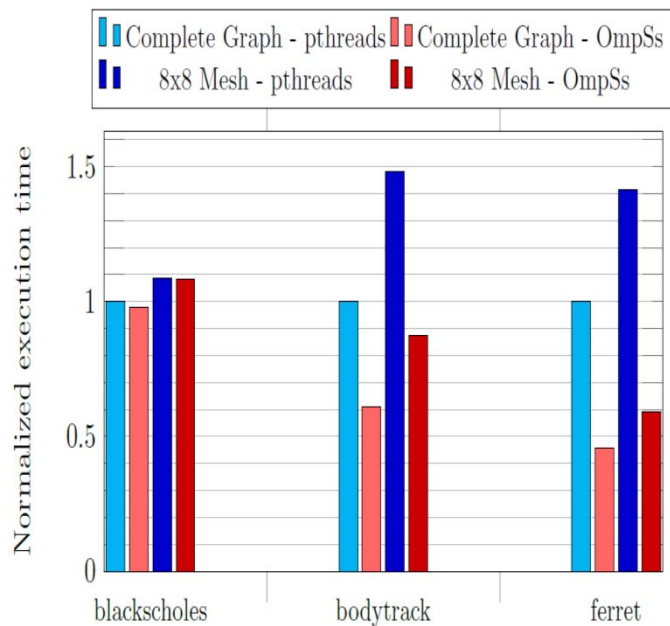 Complete Graph - pthreads Complete Graph - OmpSs
8x8 Mesh - pthreads 8x8 Mesh - OmpSs
Normalized execution time
1.5
1
0.5
0
blackscholes bodytrack ferret